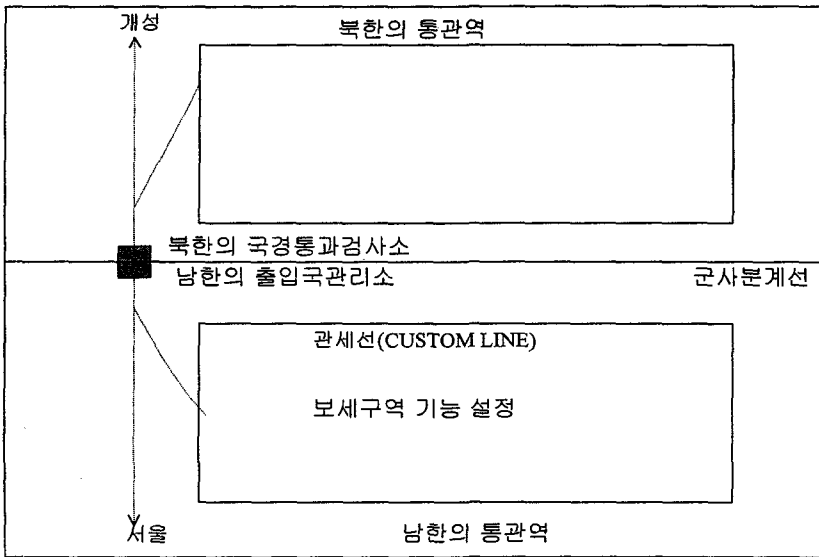 개성
북한의 통관역
북한의 국경통과검사소
남한의 출입국관리소
군사분계선
관세선(CUSTOM LINE)
보세구역 기능 설정
서울
남한의 통관역